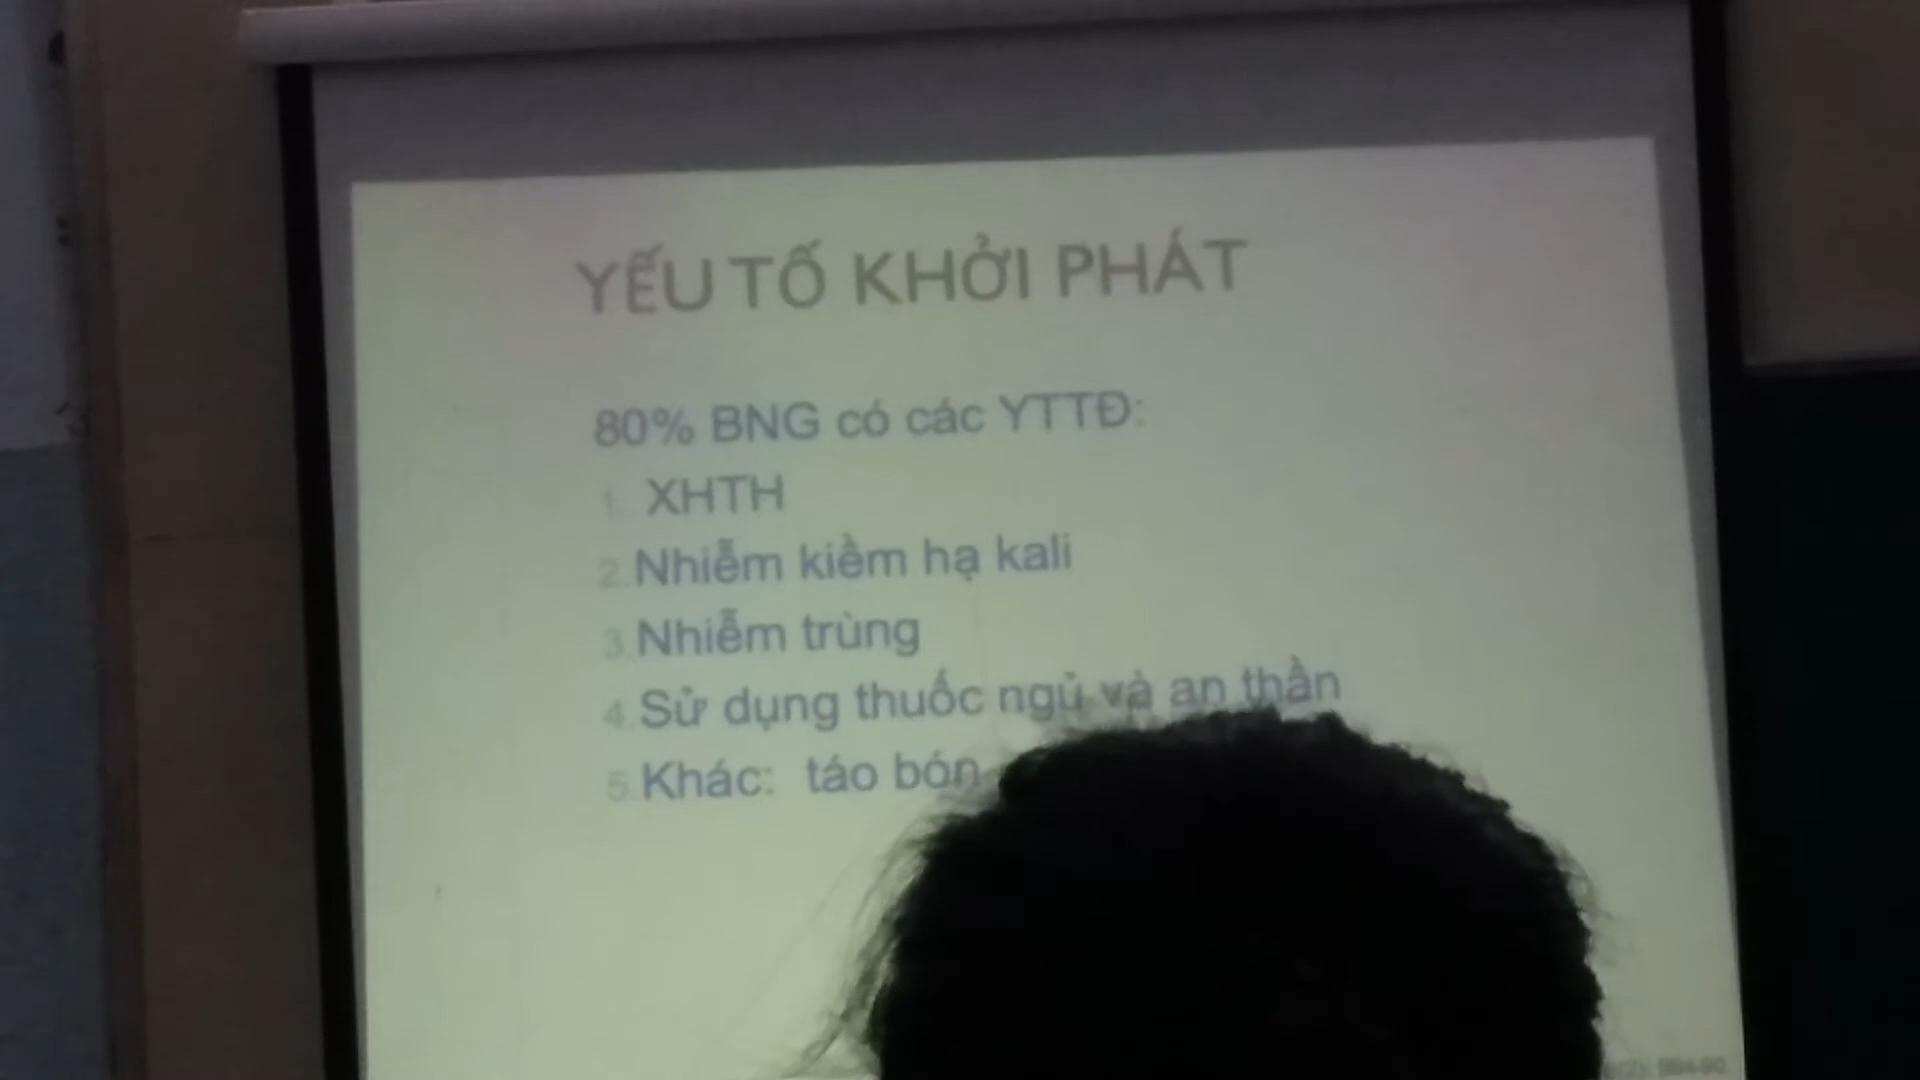 YẾU TỐ KHỞI PHÁT
80% BNG có các YTTĐ:
1. XHTH
2. Nhiễm kiềm hạ kali
3. Nhiễm trùng
4. Sử dụng thuốc ngủ và an thần
5. Khác: táo bón